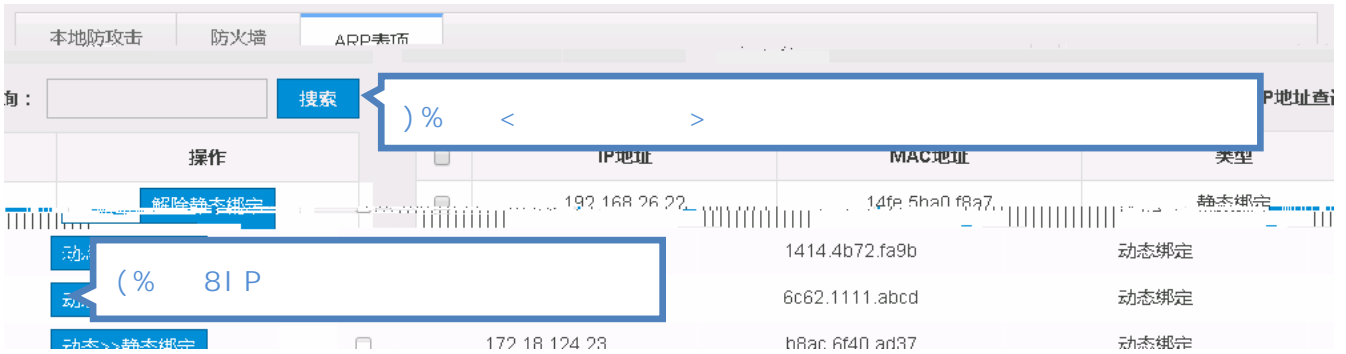 本地防攻击 防火墙 ARP表项
询： 搜索 P地址查询
)% < >
操作 IP地址 MAC地址 类型
解除静态绑定 192.168.26.22 14fe.5ba0.f8a7 静态绑定
动态 1414.4b72.fa9b 动态绑定
(% 8IP
动 6c62.1111.abcd 动态绑定
动态>>静态绑定 172.18.124.23 b8ac.6f40.ad37 动态绑定